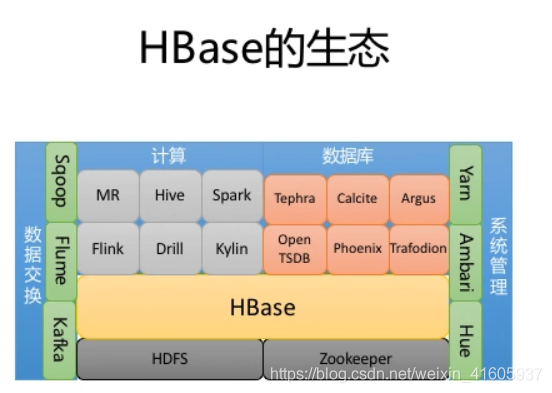 HBase的生态
计算
数据库
数据交换
Sqoop
Flume
Kafka
MR
Hive
Spark
Tephra
Calcite
Argus
Flink
Drill
Kylin
Open
TSDB
Phoenix
Trafodion
HBase
HDFS
Zookeeper
Yarn
Ambari
Hue
系统管理
https://blog.csdn.net/weixin_41605937